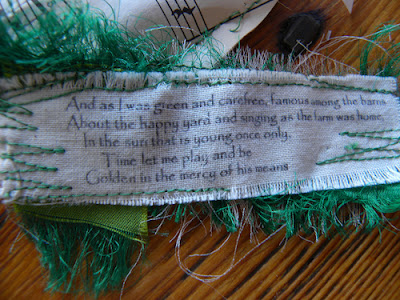 And as I was green and carefree, famous among the barns
About the happy yard and singing as the farm was home,
In the sun that is young once only,
Time let me play and be
Golden in the mercy of his means